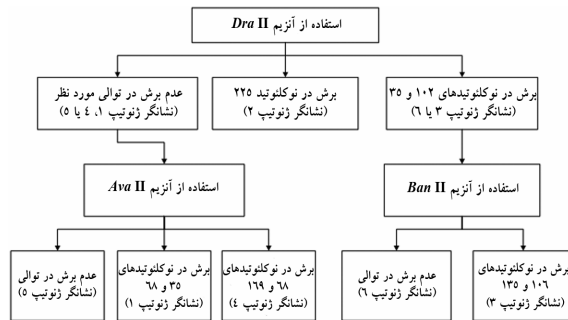 استفاده از آنزیم Dra II
برش در نوکلئوتیدهای ۱۰۲ و ۳۵
(نشانگر ژنوتیپ ۳ یا ۶)
برش در نوکلئوتید ۲۲۵
(نشانگر ژنوتیپ ۲)
عدم برش در توالی مورد نظر
(نشانگر ژنوتیپ ۱، ٤ یا ۵)
استفاده از آنزیم Ban II
استفاده از آنزیم Ava II
برش در نوکلئوتیدهای
۱۰۶ و ۱۳۵
(نشانگر ژنوتیپ ۳)
عدم برش در توالی
(نشانگر ژنوتیپ ۶)
برش در نوکلئوتیدهای
۶۸ و ۱۶۹
(نشانگر ژنوتیپ ٤)
برش در نوکلئوتیدهای
۳۵ و ۶۸
(نشانگر ژنوتیپ ۱)
عدم برش در توالی
(نشانگر ژنوتیپ ۵)